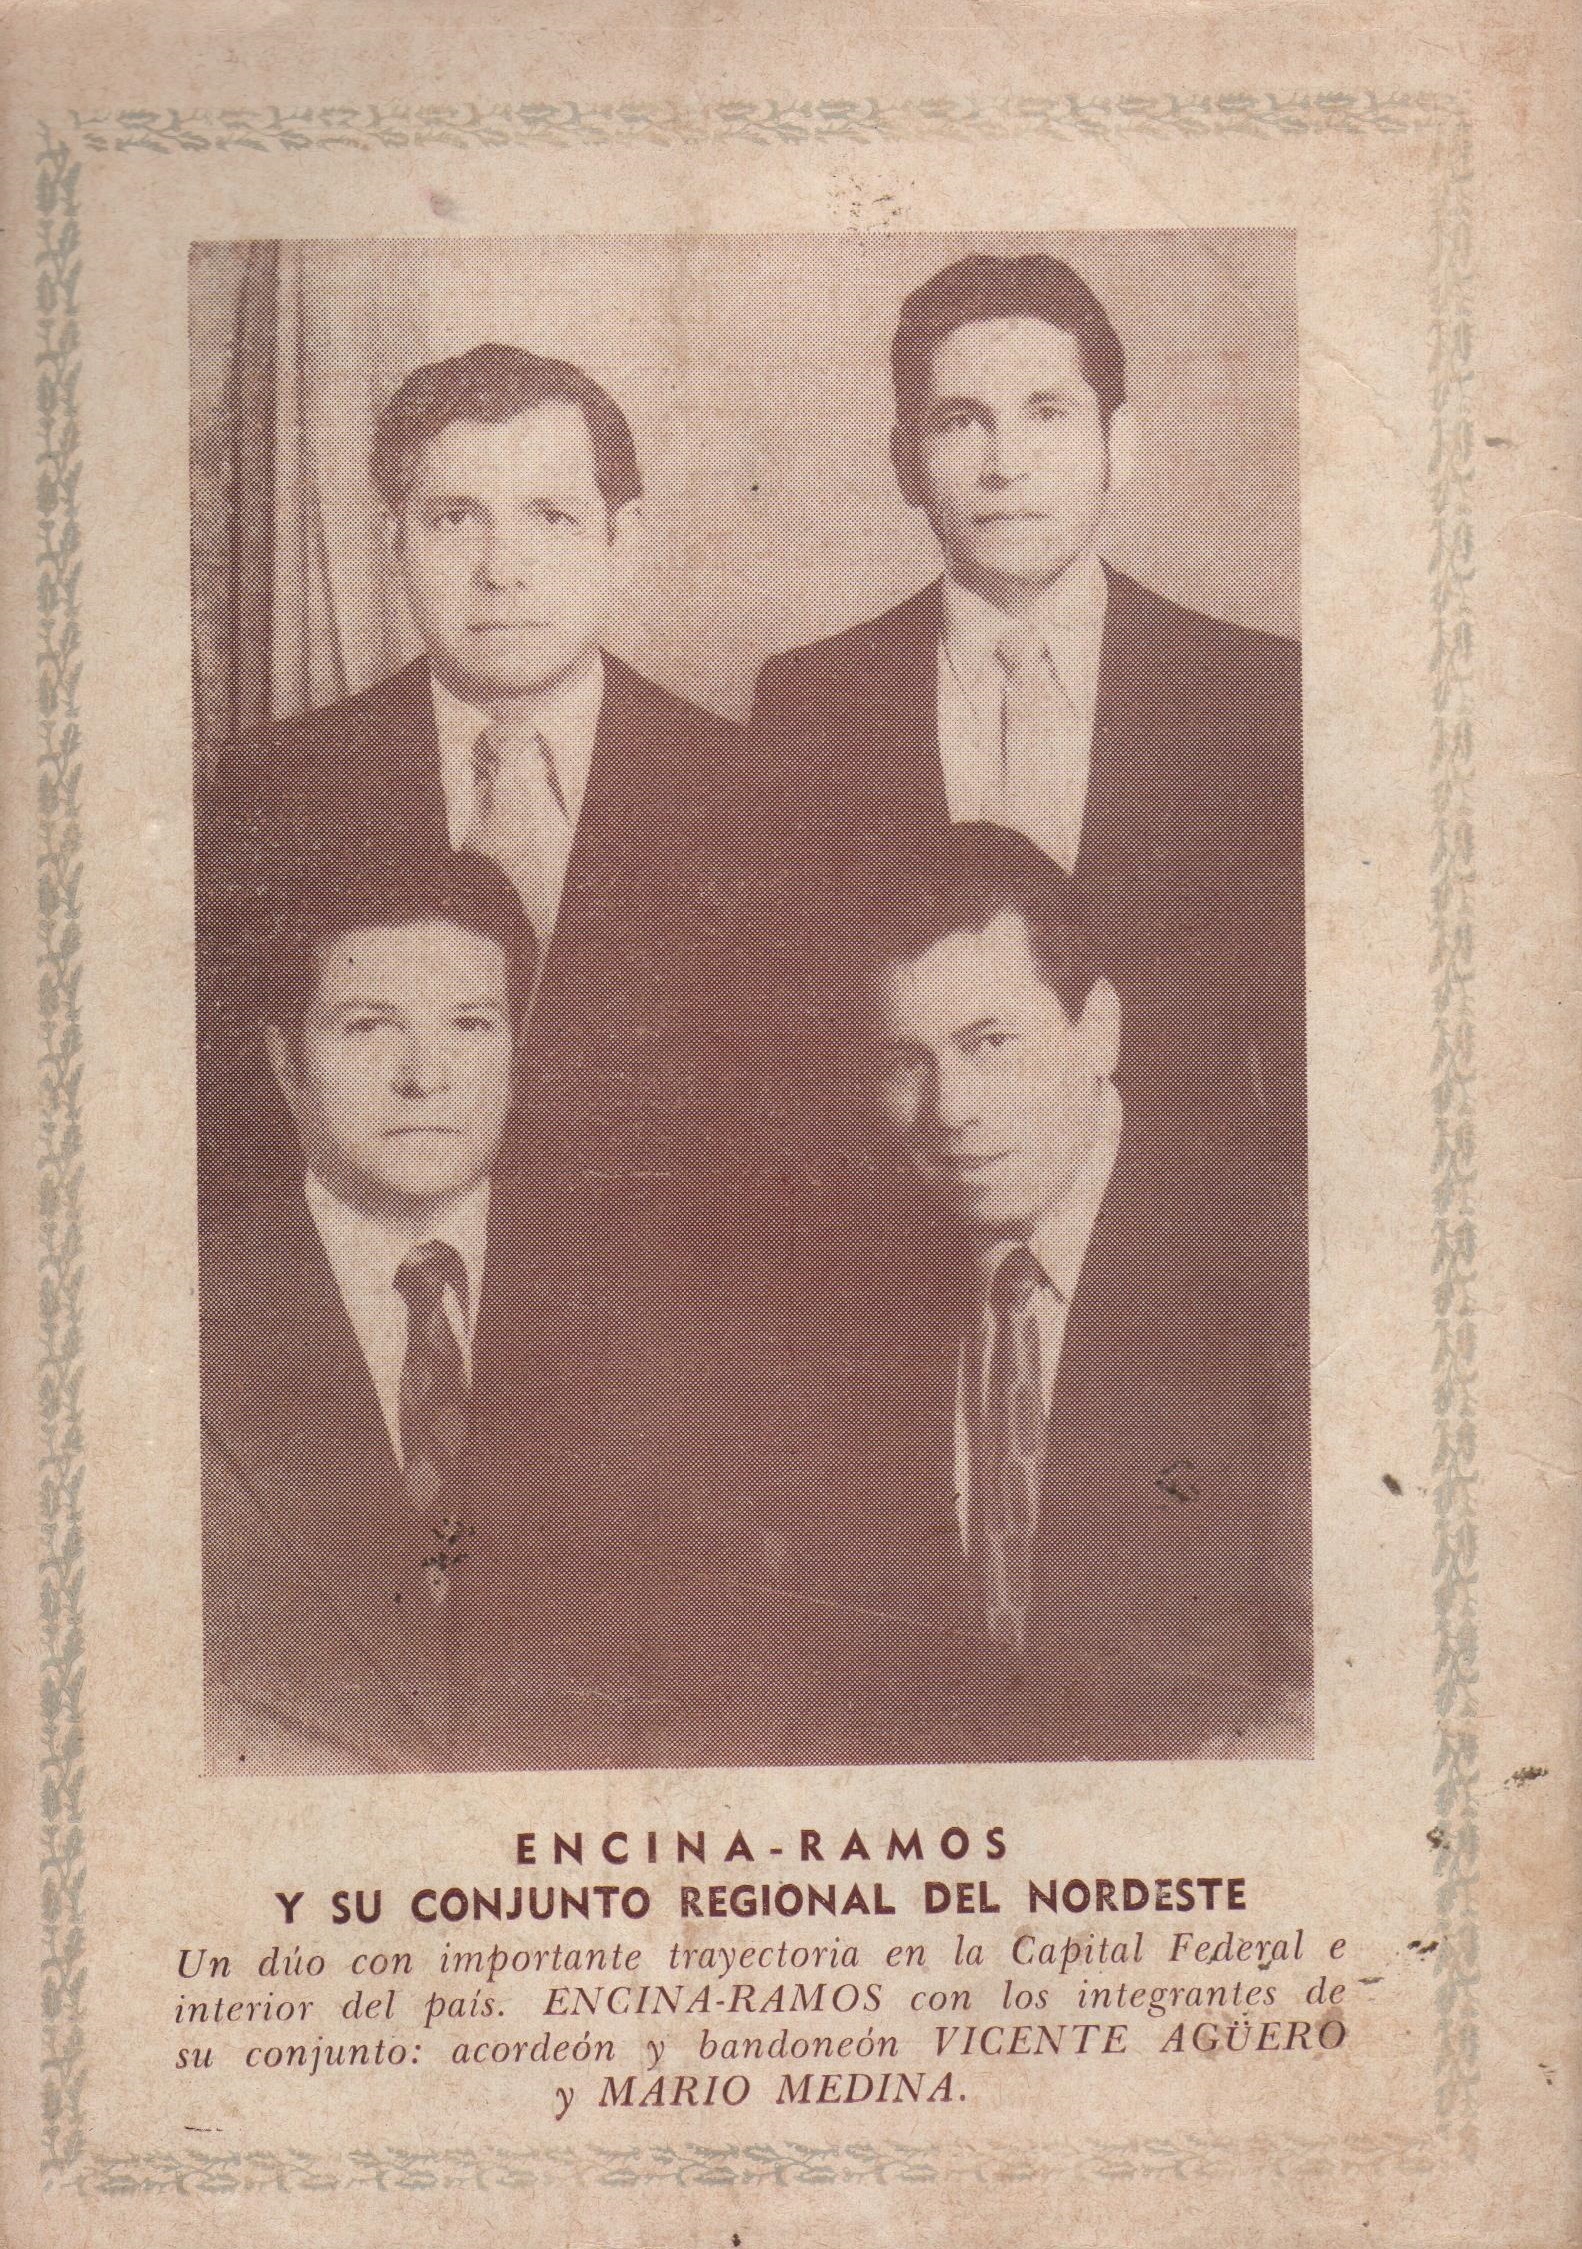 ENCINA-RAMOS
Y SU CONJUNTO REGIONAL DEL NORDESTE
Un dúo con importante trayectoria en la Capital Federal e
interior del país. ENCINA-RAMOS con los integrantes de
su conjunto: acordeón y bandoneón VICENTE AGÜERO
y MARIO MEDINA.